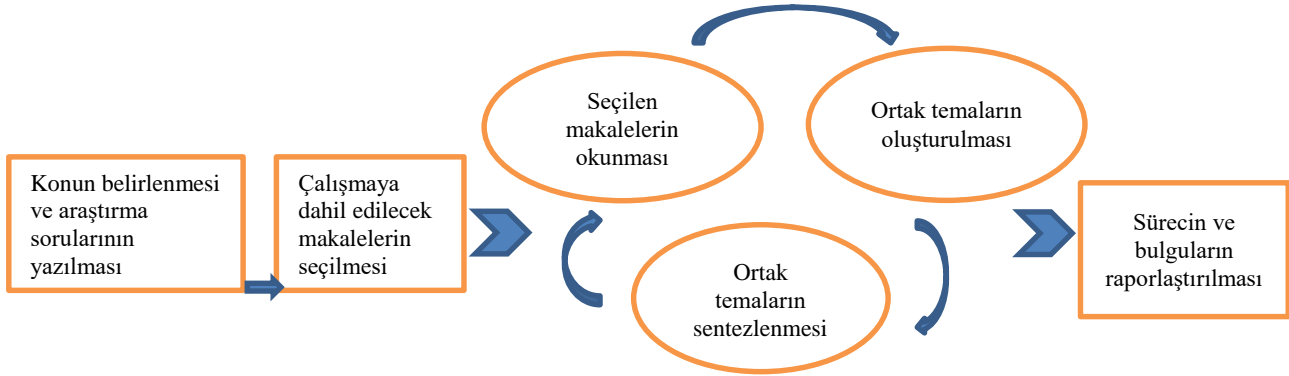 Konun belirlenmesi
ve araştırma
sorularının
yazılması
Çalışmaya
dahil edilecek
makalelerin
seçilmesi
Seçilen
makalelerin
okunması
Ortak temaların
oluşturulması
Ortak
temaların
sentezlenmesi
Sürecin ve
bulguların
raporlaştırılması